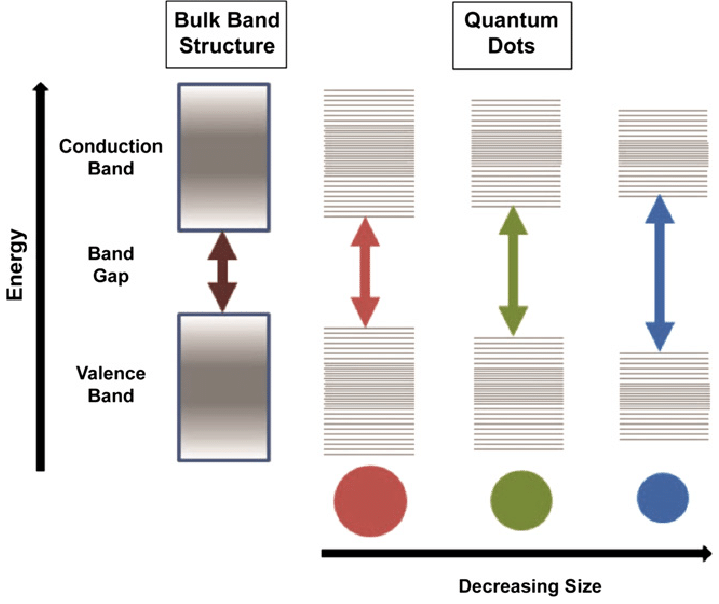 Bulk Band
Structure
Quantum
Dots
Energy
Conduction
Band
Band
Gap
Valence
Band
Decreasing Size